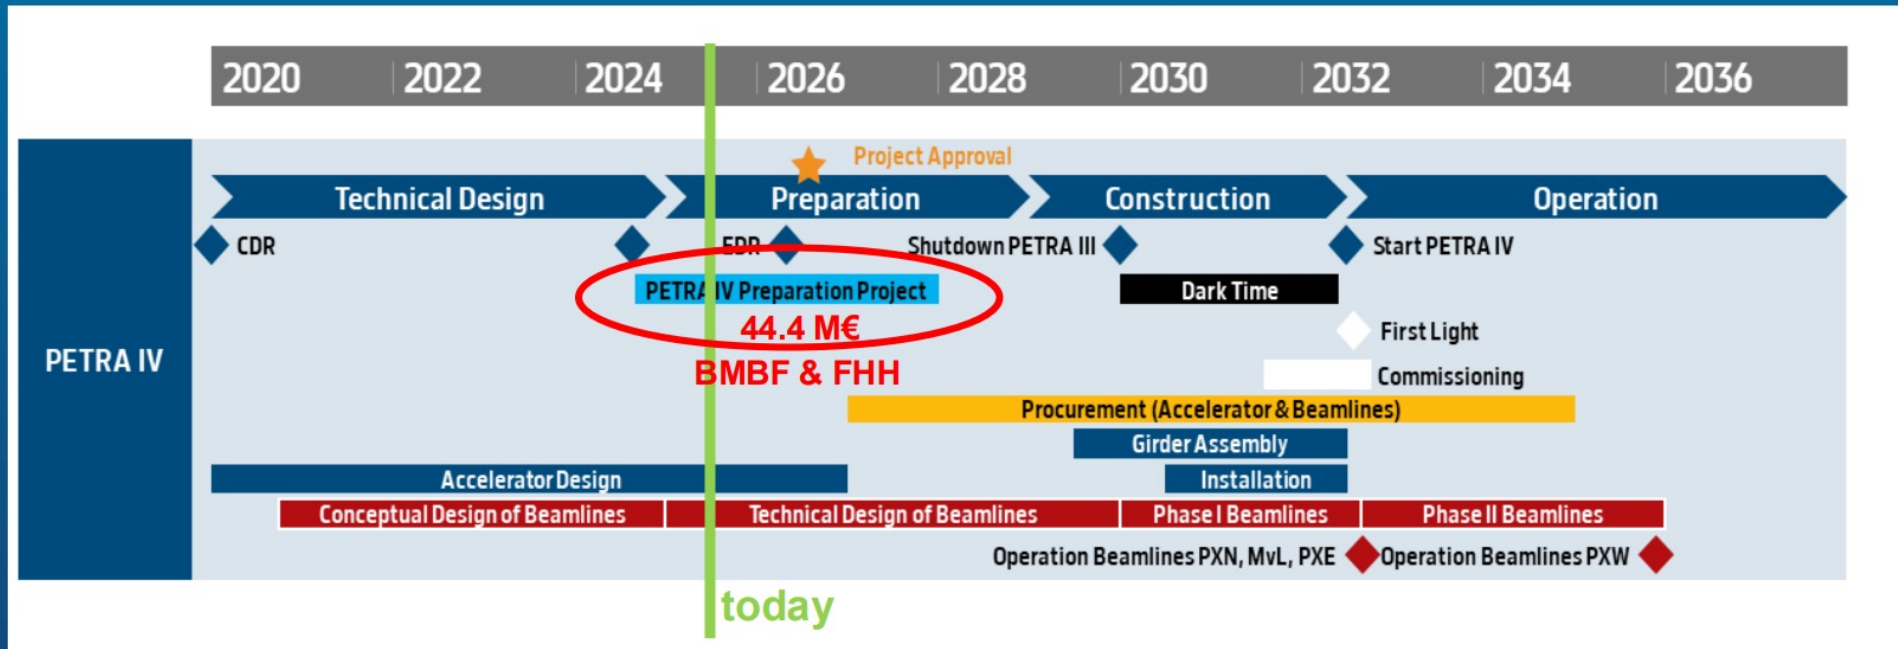 2020 2022 2024 2026 2028 2030 2032 2034 2036
Project Approval
Technical Design Preparation Construction Operation
CDR EDR Shutdown PETRA III Start PETRA IV
PETRA IV Preparation Project Dark Time
44.4 M€ First Light
PETRA IV
BMBF & FHH Commissioning
Procurement (Accelerator & Beamlines)
Girder Assembly
Accelerator Design Installation
Conceptual Design of Beamlines Technical Design of Beamlines Phase I Beamlines Phase II Beamlines
Operation Beamlines PXN, MvL, PXE Operation Beamlines PXW
today